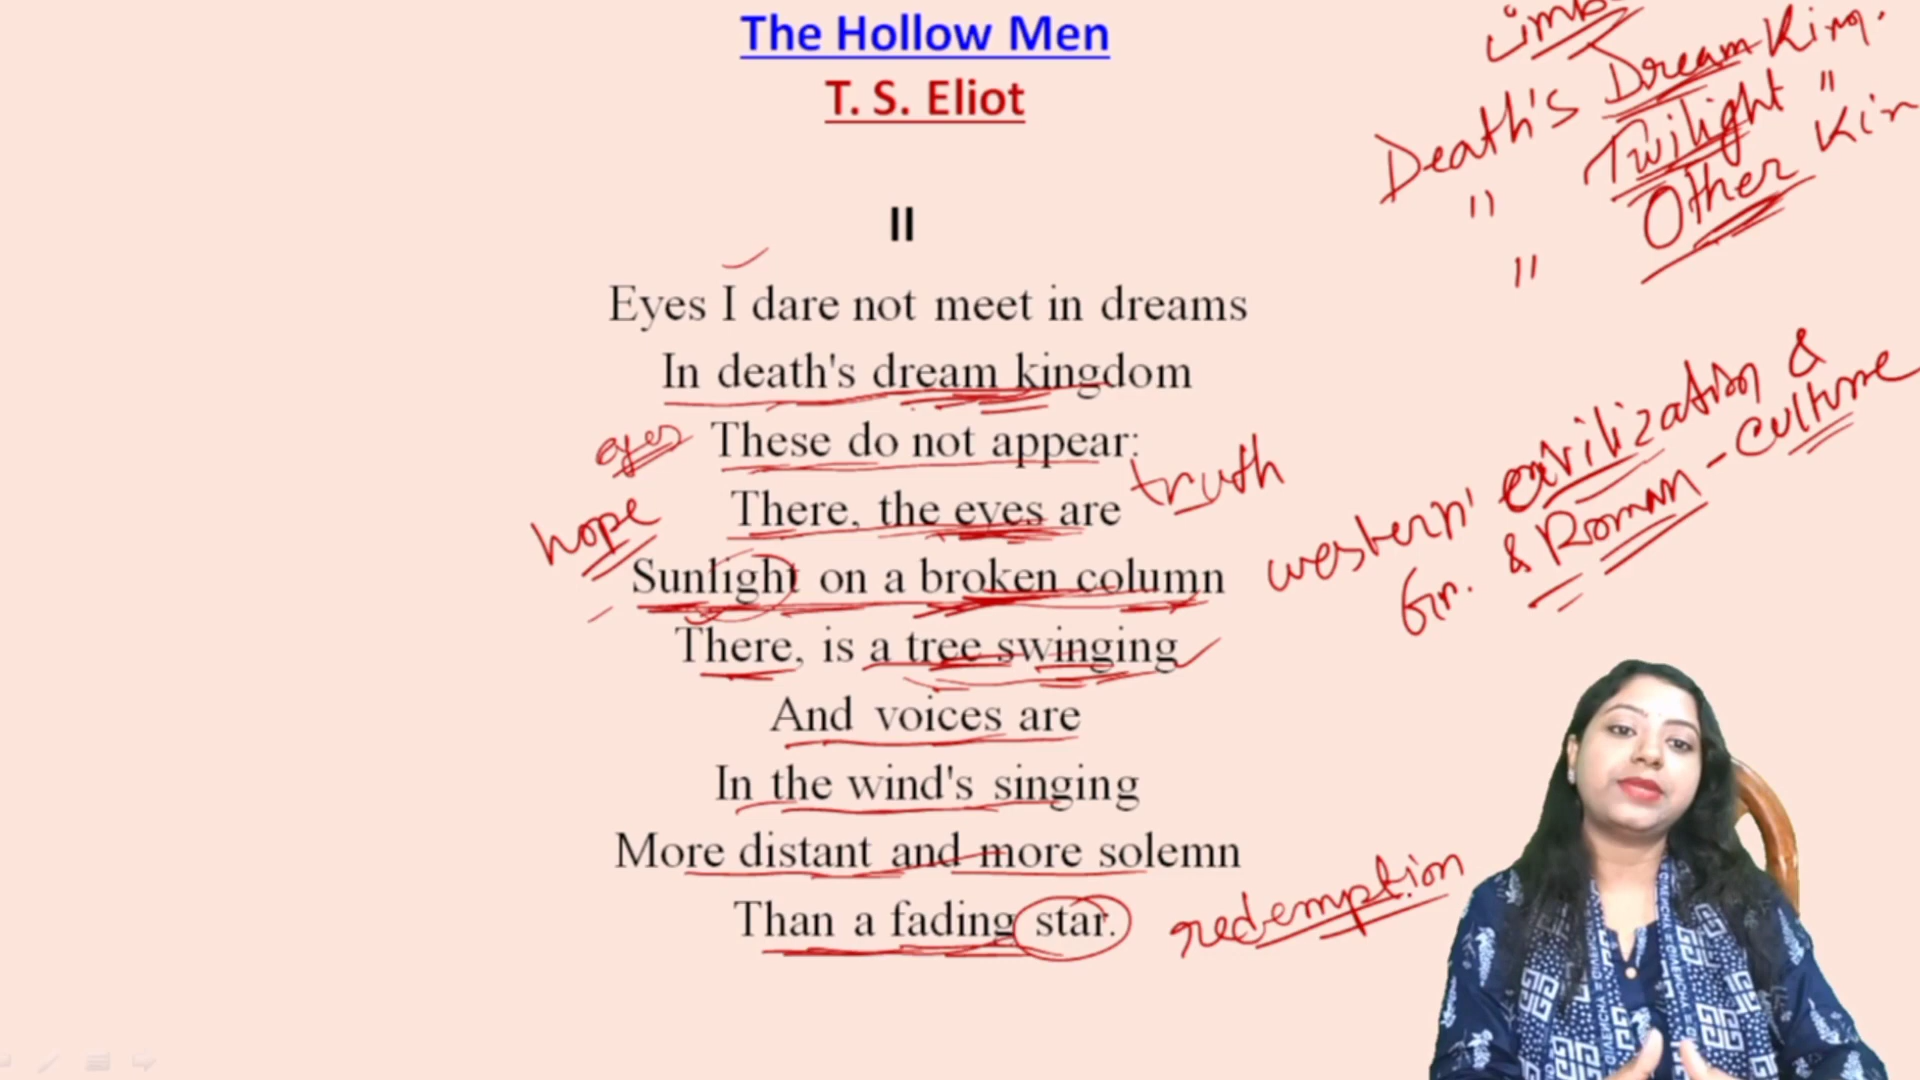 The Hollow Men
T. S. Eliot
Death's Dream King.
" Twilight "
" Other Kin
II
Eyes I dare not meet in dreams
In death's dream kingdom
eyes
These do not appear:
truth
There, the eyes are
hope
Sunlight on a broken column
western civilization &
Gr. & Roman - culture
There, is a tree swinging
And voices are
In the wind's singing
More distant and more solemn
Than a fading star.
redemption